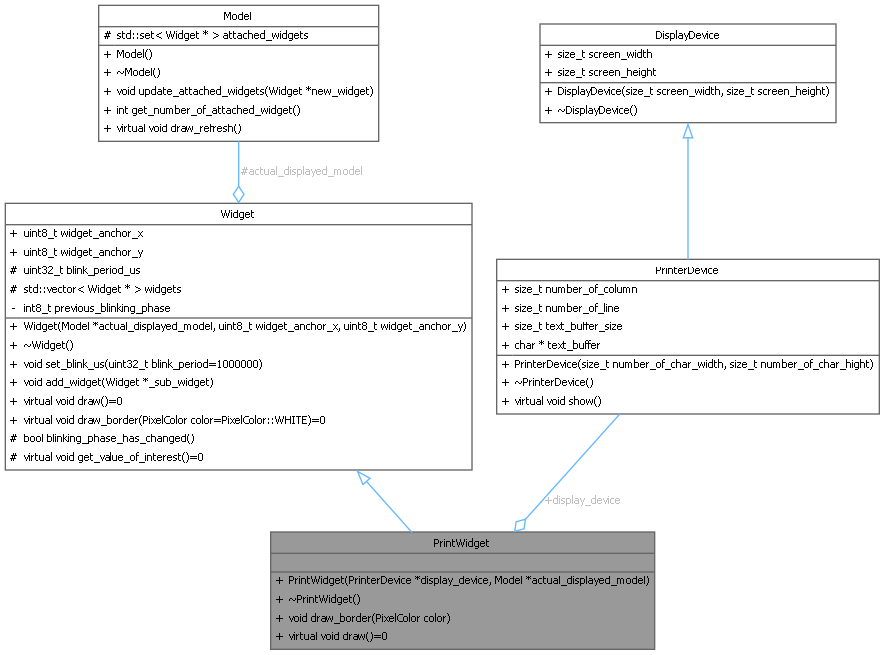 Model
# std::set< Widget * > attached_widgets
+ Model()
+ ~Model()
+ void update_attached_widgets(Widget *new_widget)
+ int get_number_of_attached_widget()
+ virtual void draw_refresh()
DisplayDevice
+ size_t screen_width
+ size_t screen_height
+ DisplayDevice(size_t screen_width, size_t screen_height)
+ ~DisplayDevice()
#actual_displayed_model
Widget
+ uint8_t widget_anchor_x
+ uint8_t widget_anchor_y
# uint32_t blink_period_us
# std::vector< Widget * > widgets
- int8_t previous_blinking_phase
+ Widget(Model *actual_displayed_model, uint8_t widget_anchor_x, uint8_t widget_anchor_y)
+ ~Widget()
+ void set_blink_us(uint32_t blink_period=1000000)
+ void add_widget(Widget *_sub_widget)
+ virtual void draw()=0
+ virtual void draw_border(PixelColor color=PixelColor::WHITE)=0
# bool blinking_phase_has_changed()
# virtual void get_value_of_interest()=0
PrinterDevice
+ size_t number_of_column
+ size_t number_of_line
+ size_t text_buffer_size
+ char * text_buffer
+ PrinterDevice(size_t number_of_char_width, size_t number_of_char_hight)
+ ~PrinterDevice()
+ virtual void show()
+display_device
PrintWidget
+ PrintWidget(PrinterDevice *display_device, Model *actual_displayed_model)
+ ~PrintWidget()
+ void draw_border(PixelColor color)
+ virtual void draw()=0